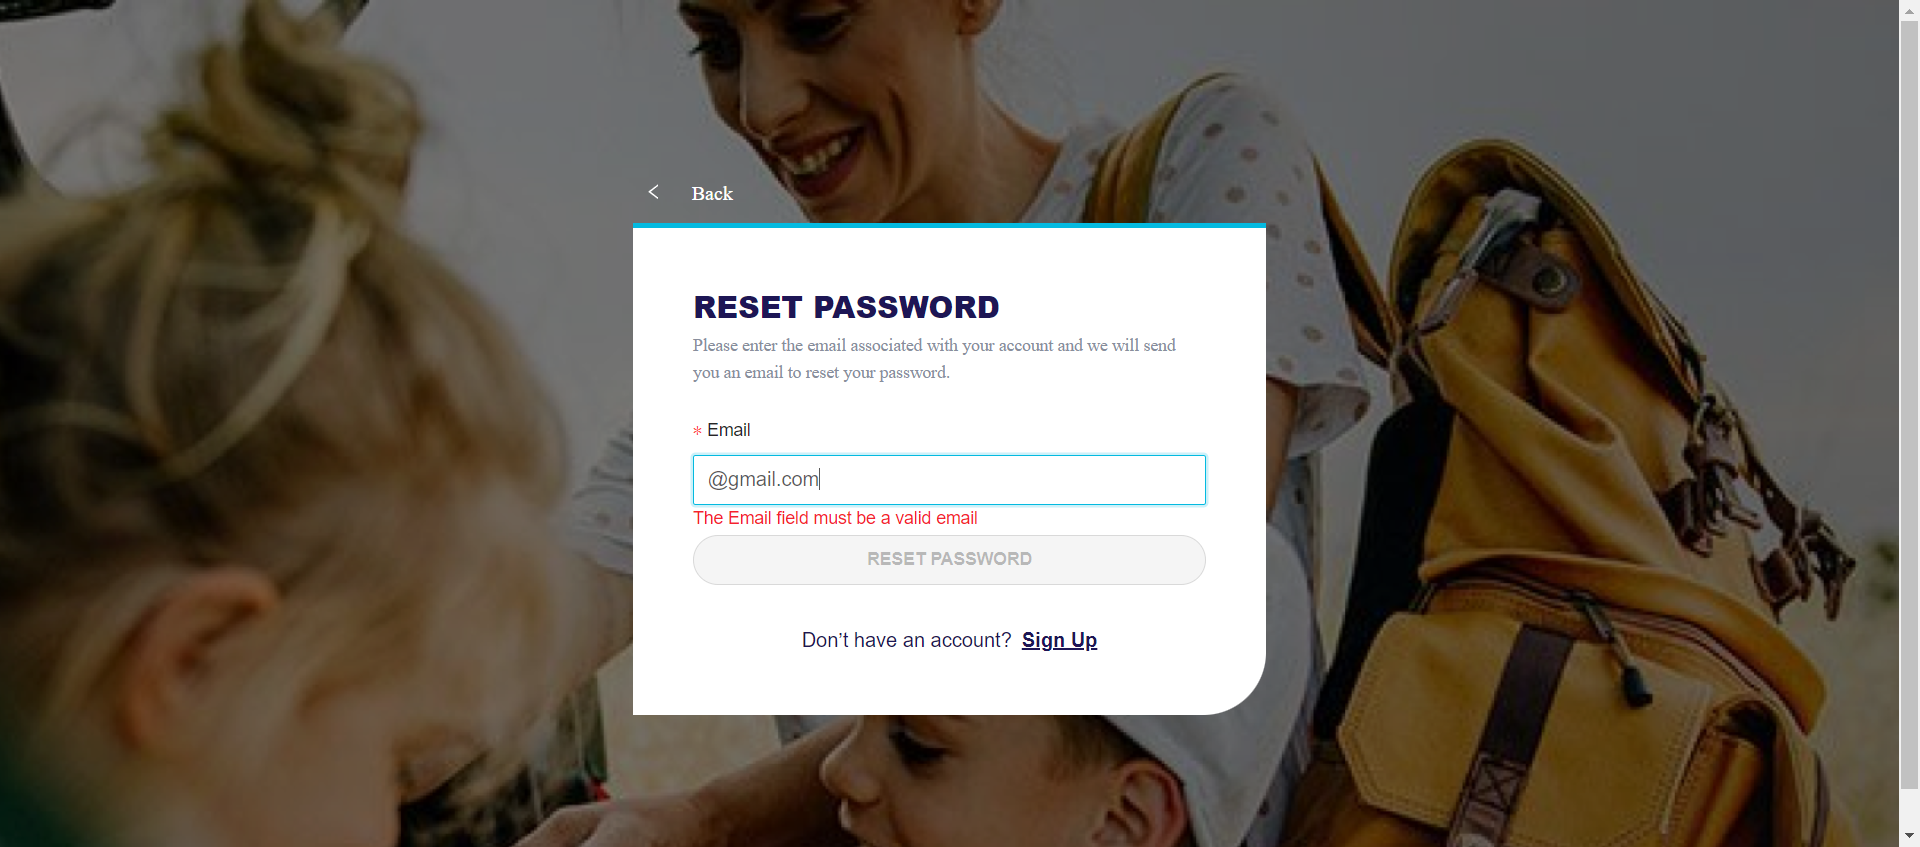 Back
RESET PASSWORD
Please enter the email associated with your account and we will send
you an email to reset your password.
* Email
@gmail.com
The Email field must be a valid email
RESET PASSWORD
Don't have an account? Sign Up